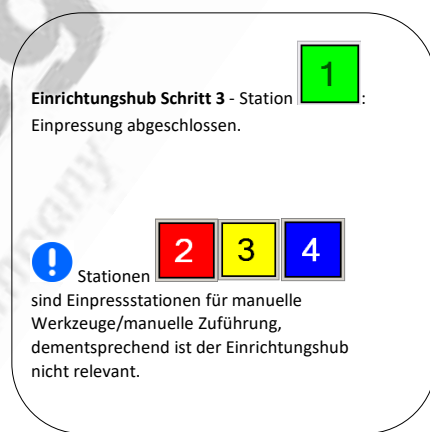 Einrichtungshub Schritt 3 - Station 1:
Einpressung abgeschlossen.
! Stationen 2 3 4
sind Einpressstationen für manuelle
Werkzeuge/manuelle Zuführung,
dementsprechend ist der Einrichtungshub
nicht relevant.